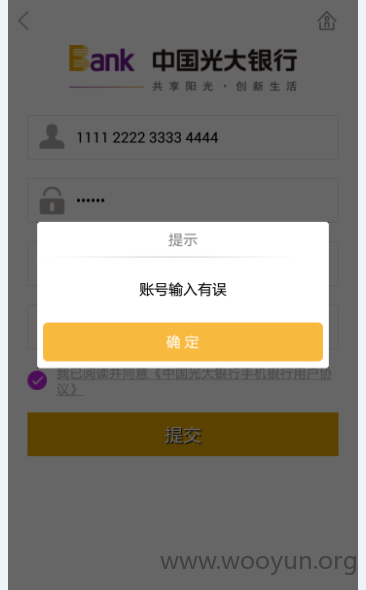 Bank 中国光大银行
共享阳光·创新生活
1111 2222 3333 4444
••••••
提示
账号输入有误
确定
我已阅读并同意《中国光大银行手机银行用户协
议》
提交
www.wooyun.org